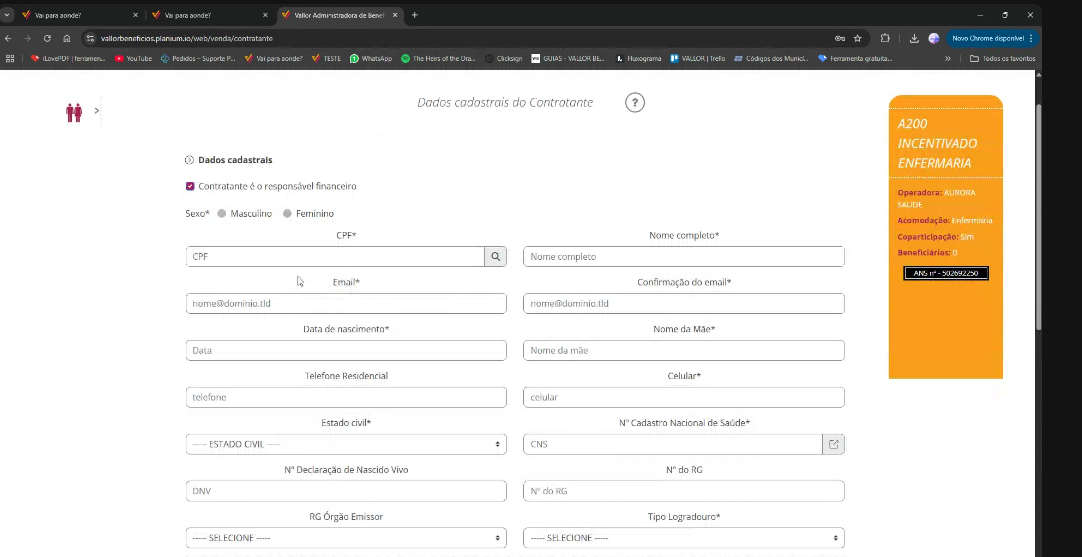 Vai para aonde?
Vai para aonde?
Vallor Administradora de Benef
vallorbeneficios.planium.io/web/venda/contratante
Novo Chrome disponível
iLovePDF | ferramen...
YouTube
Pedidos – Suporte P...
Vai para aonde?
TESTE
WhatsApp
The Heirs of the Dra...
Clicksign
GUIAS - VALLOR BE...
Fluxograma
VALLOR | Trello
Códigos dos Munici...
Ferramenta gratuita...
»
Todos os favoritos
Dados cadastrais do Contratante
?
Dados cadastrais
Contratante é o responsável financeiro
Sexo* Masculino Feminino
CPF*
Nome completo*
CPF
Nome completo
Email*
Confirmação do email*
nome@dominio.tld
nome@dominio.tld
Data de nascimento*
Nome da Mãe*
Data
Nome da mãe
Telefone Residencial
Celular*
telefone
celular
Estado civil*
Nº Cadastro Nacional de Saúde*
----- ESTADO CIVIL -----
CNS
Nº Declaração de Nascido Vivo
Nº do RG
DNV
Nº do RG
RG Órgão Emissor
Tipo Logradouro*
----- SELECIONE -----
----- SELECIONE -----
A200
INCENTIVADO
ENFERMARIA
Operadora: AURORA
SAUDE
Acomodação: Enfermaria
Coparticipação: Sim
Beneficiários: 0
ANS nº - 502692250